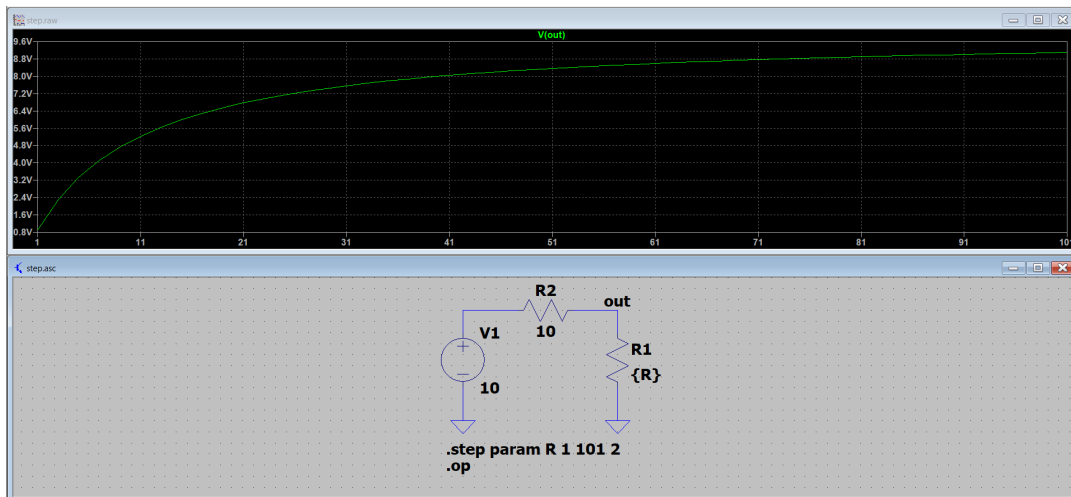 step.raw
V(out)
9.6V
8.8V
8.0V
7.2V
6.4V
5.6V
4.8V
4.0V
3.2V
2.4V
1.6V
0.8V
1 11 21 31 41 51 61 71 81 91 101
step.asc
R2
out
10
V1
R1
{R}
10
.step param R 1 101 2
.op